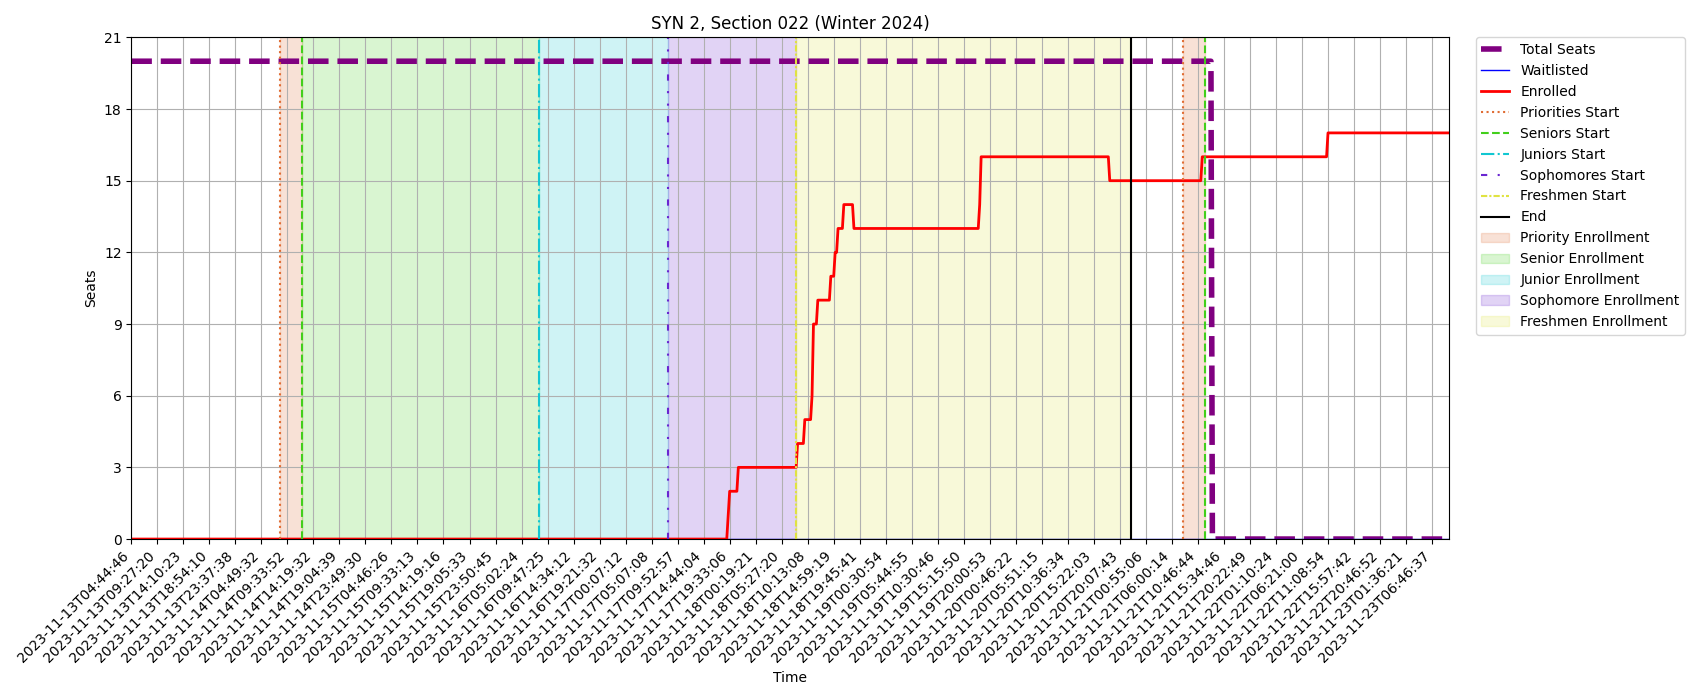 SYN 2, Section 022 (Winter 2024)
21
18
15
12
9
6
3
0
Seats
2023-11-13T04:44:46
2023-11-13T09:27:20
2023-11-13T14:10:23
2023-11-13T18:54:10
2023-11-13T23:37:38
2023-11-14T04:49:32
2023-11-14T09:33:52
2023-11-14T14:19:32
2023-11-14T19:04:39
2023-11-14T23:49:30
2023-11-15T04:46:26
2023-11-15T09:33:13
2023-11-15T14:19:16
2023-11-15T19:05:33
2023-11-15T23:50:45
2023-11-16T05:02:24
2023-11-16T09:47:25
2023-11-16T14:34:12
2023-11-16T19:21:32
2023-11-17T00:07:12
2023-11-17T05:07:08
2023-11-17T09:52:57
2023-11-17T14:44:04
2023-11-17T19:33:06
2023-11-18T00:19:21
2023-11-18T05:27:20
2023-11-18T10:13:08
2023-11-18T14:59:19
2023-11-18T19:45:41
2023-11-19T00:30:54
2023-11-19T05:44:55
2023-11-19T10:30:46
2023-11-19T15:15:50
2023-11-19T20:00:53
2023-11-20T00:46:22
2023-11-20T05:51:15
2023-11-20T10:36:34
2023-11-20T15:22:03
2023-11-20T20:07:43
2023-11-21T00:55:06
2023-11-21T06:00:14
2023-11-21T10:46:44
2023-11-21T15:34:46
2023-11-21T20:22:49
2023-11-22T01:10:24
2023-11-22T06:21:00
2023-11-22T11:08:54
2023-11-22T15:57:42
2023-11-22T20:46:52
2023-11-23T01:36:21
2023-11-23T06:46:37
Time
Total Seats
Waitlisted
Enrolled
Priorities Start
Seniors Start
Juniors Start
Sophomores Start
Freshmen Start
End
Priority Enrollment
Senior Enrollment
Junior Enrollment
Sophomore Enrollment
Freshmen Enrollment